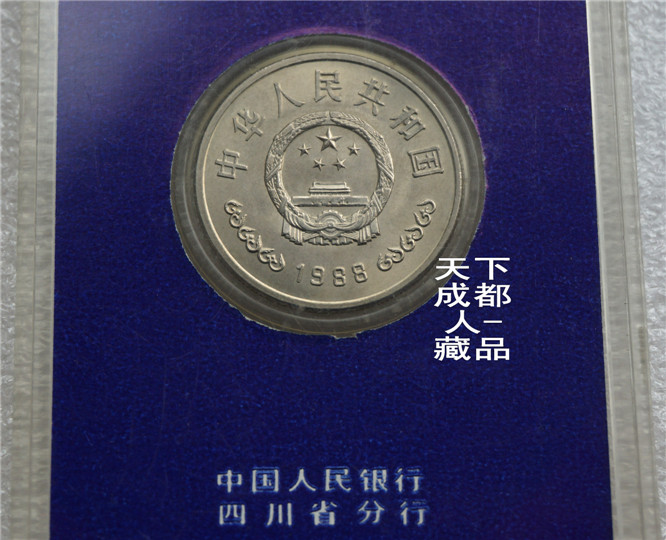 中华人民共和国
1988
天下
成都
人-
藏品
中国人民银行
四川省分行